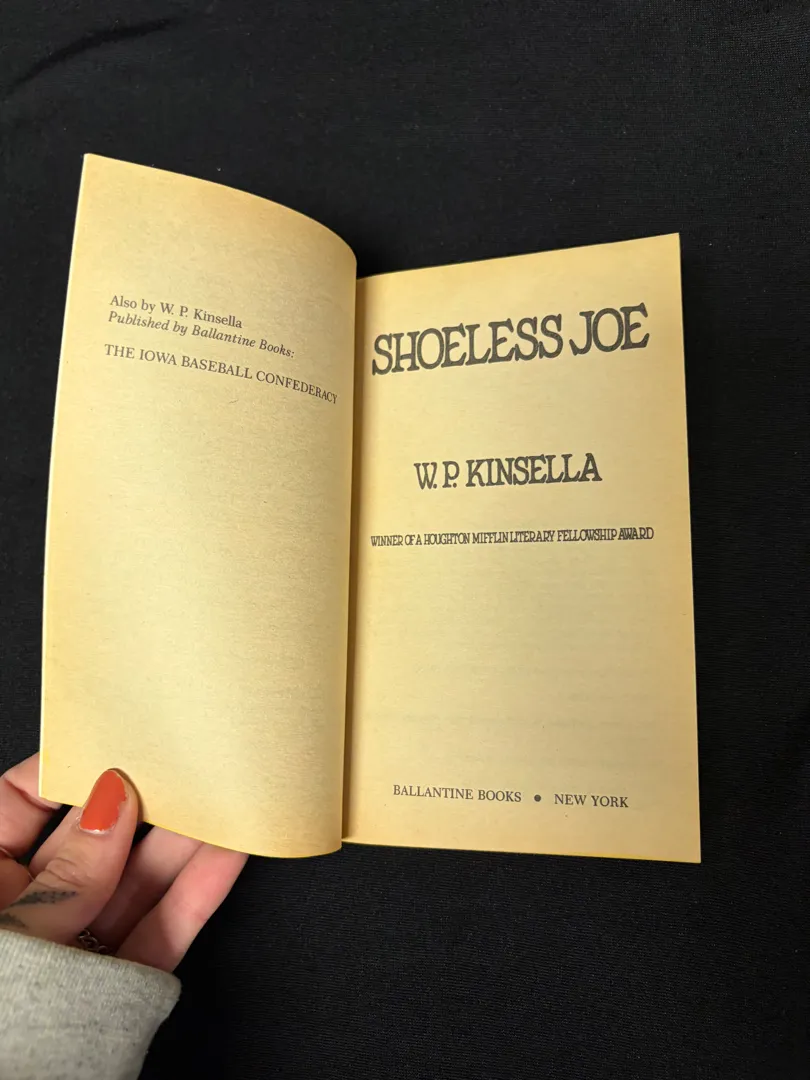 Also by W. P. Kinsella
Published by Ballantine Books:
THE IOWA BASEBALL CONFEDERACY
SHOELESS JOE
W. P. KINSELLA
WINNER OF A HOUGHTON MIFFLIN LITERARY FELLOWSHIP AWARD
BALLANTINE BOOKS • NEW YORK